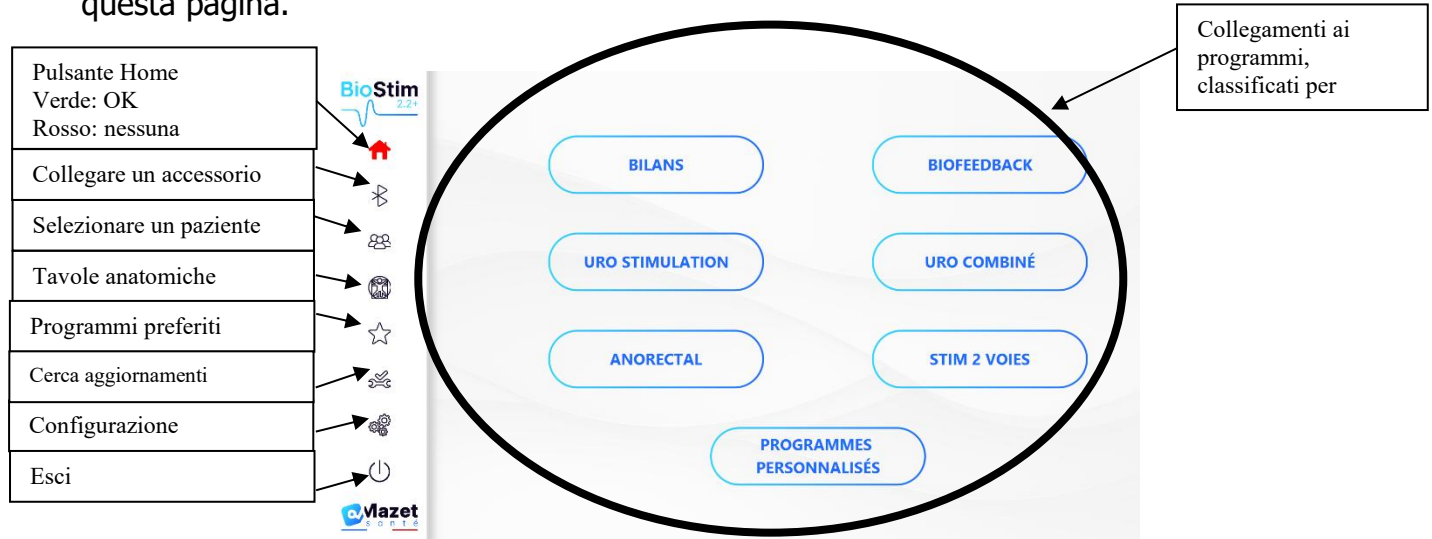 questa pagina.
Pulsante Home
Verde: OK
Rosso: nessuna
Collegare un accessorio
Selezionare un paziente
Tavole anatomiche
Programmi preferiti
Cerca aggiornamenti
Configurazione
Esci
BioStim
2.2+
Mazet
santé
BILANS
BIOFEEDBACK
URO STIMULATION
URO COMBINÉ
ANORECTAL
STIM 2 VOIES
PROGRAMMES
PERSONNALISÉS
Collegamenti ai
programmi,
classificati per